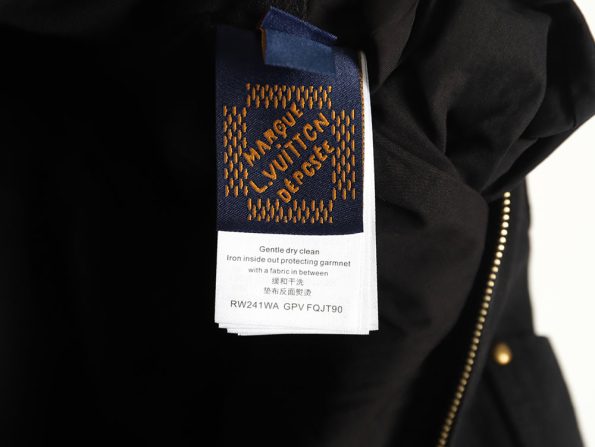 MARQUE
L.VUITTON
DÉPOSÉE
Gentle dry clean
Iron inside out protecting garmnet
with a fabric in between
缓和干洗
垫布反面熨烫
RW241WA GPV FQJT90